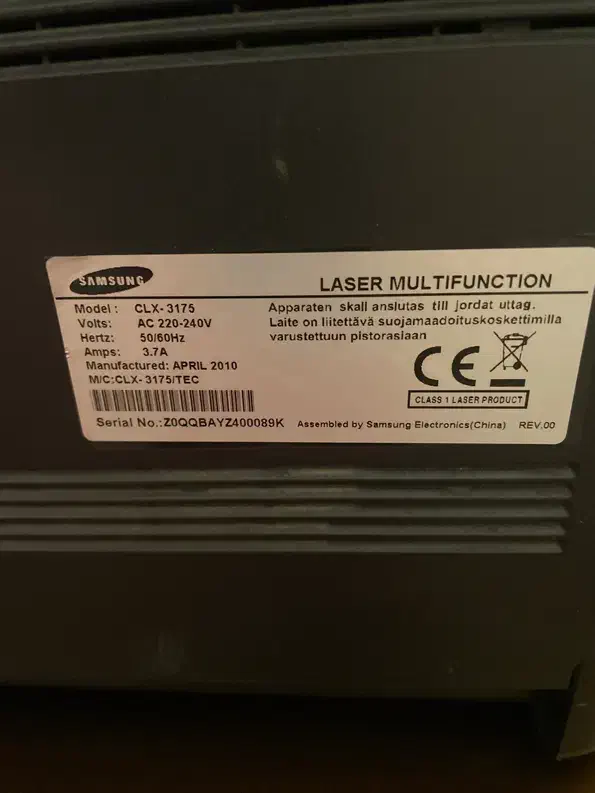 SAMSUNG
LASER MULTIFUNCTION
Model : CLX- 3175
Volts: AC 220-240V
Hertz: 50/60Hz
Amps: 3.7A
Manufactured: APRIL 2010
M/C:CLX- 3175/TEC
Serial No.:Z0QQBAYZ400089K
Apparaten skall anslutas till jordat uttag.
Laite on liitettävä suojamaadoituskoskettimilla
varustettuun pistorasiaan
CE
CLASS 1 LASER PRODUCT
Assembled by Samsung Electronics(China) REV.00